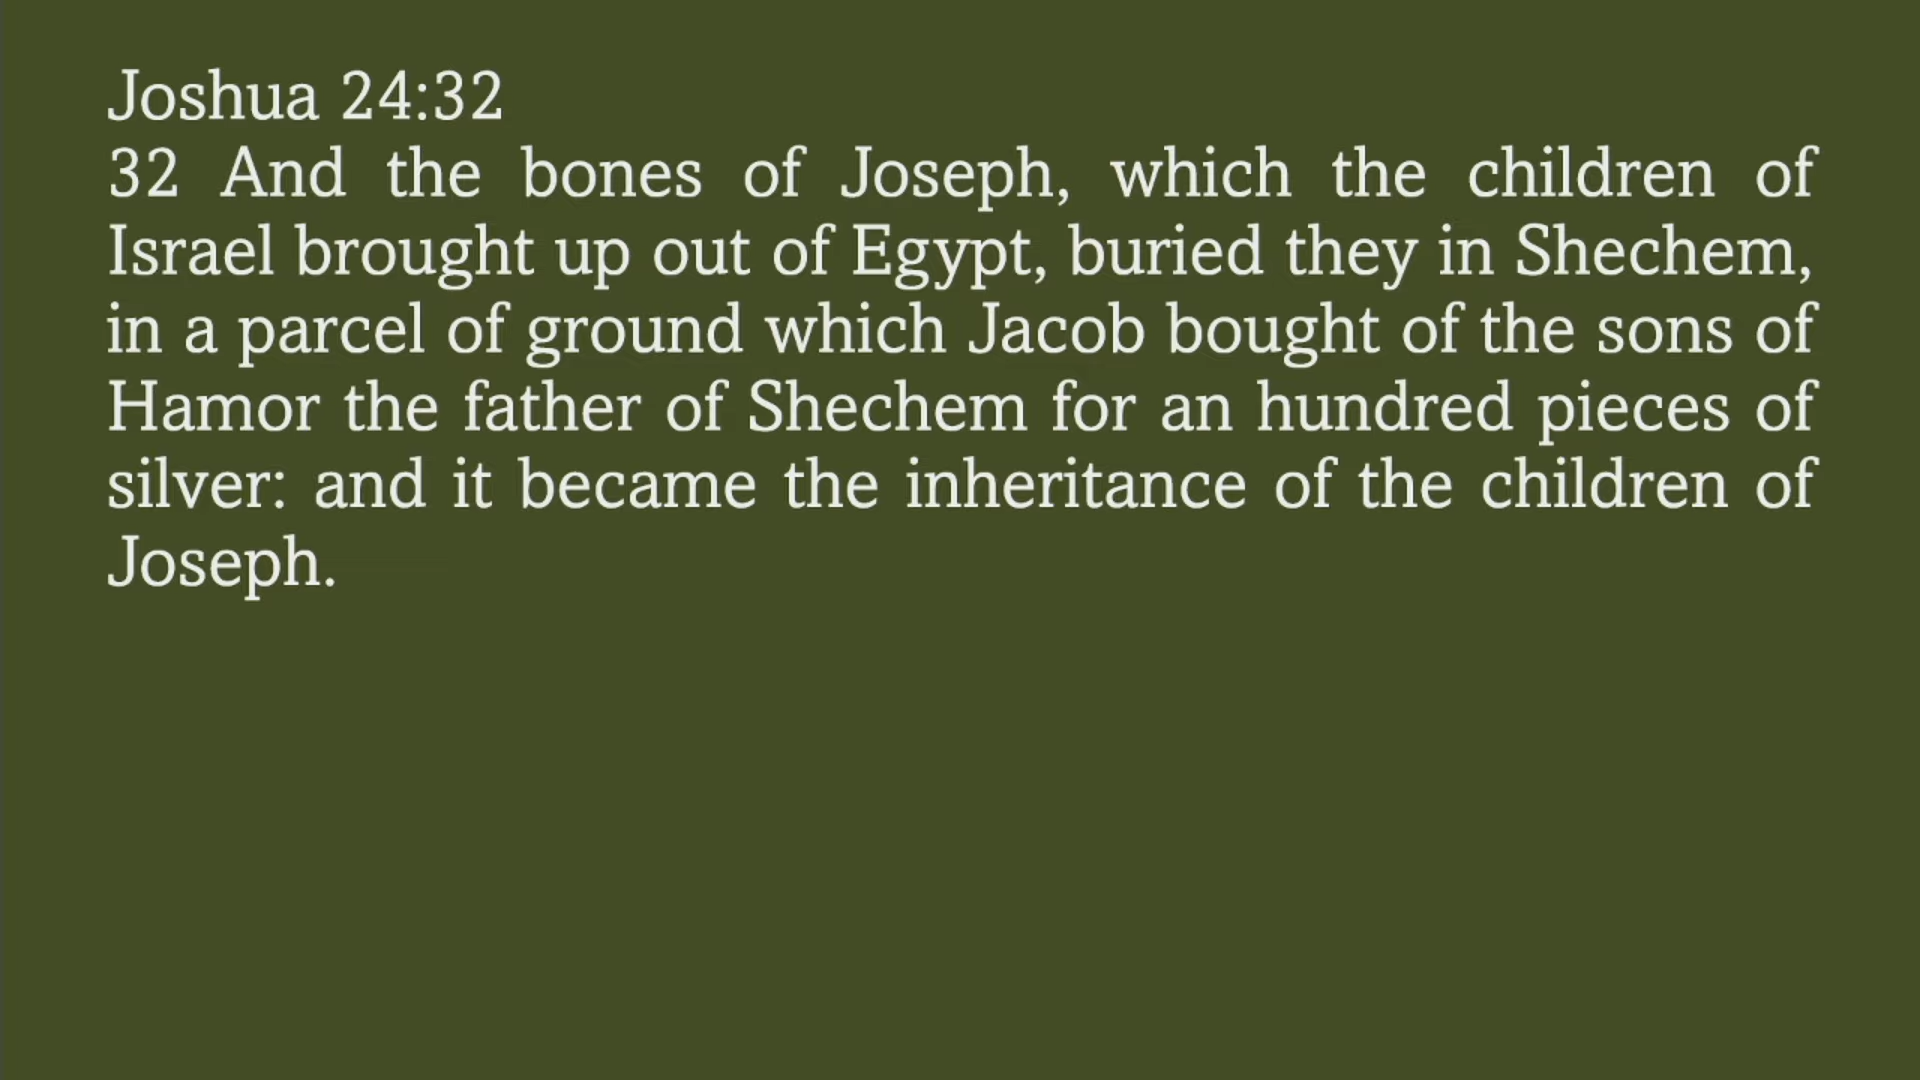 Joshua 24:32
32 And the bones of Joseph, which the children of
Israel brought up out of Egypt, buried they in Shechem,
in a parcel of ground which Jacob bought of the sons of
Hamor the father of Shechem for an hundred pieces of
silver: and it became the inheritance of the children of
Joseph.